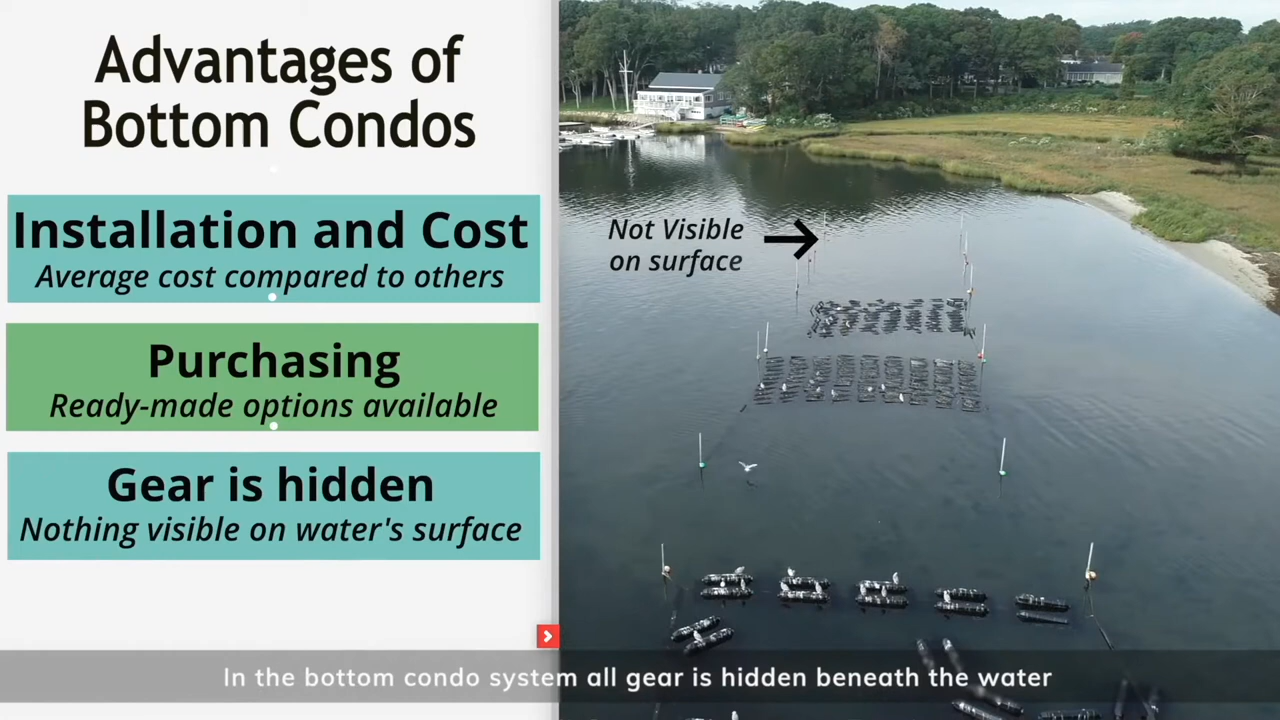 Advantages of
Bottom Condos
Installation and Cost
Average cost compared to others
Purchasing
Ready-made options available
Gear is hidden
Nothing visible on water's surface
Not Visible
on surface
In the bottom condo system all gear is hidden beneath the water